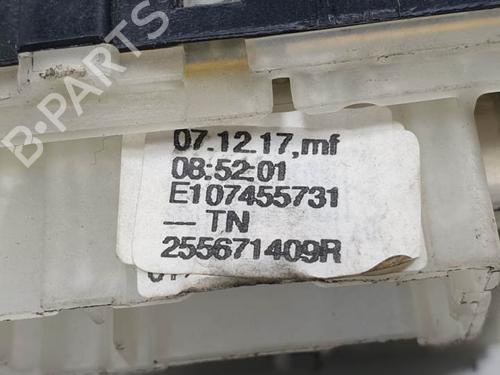 B-PARTS
07.12.17,mf
08:52:01
E107455731
--- TN
255671409R